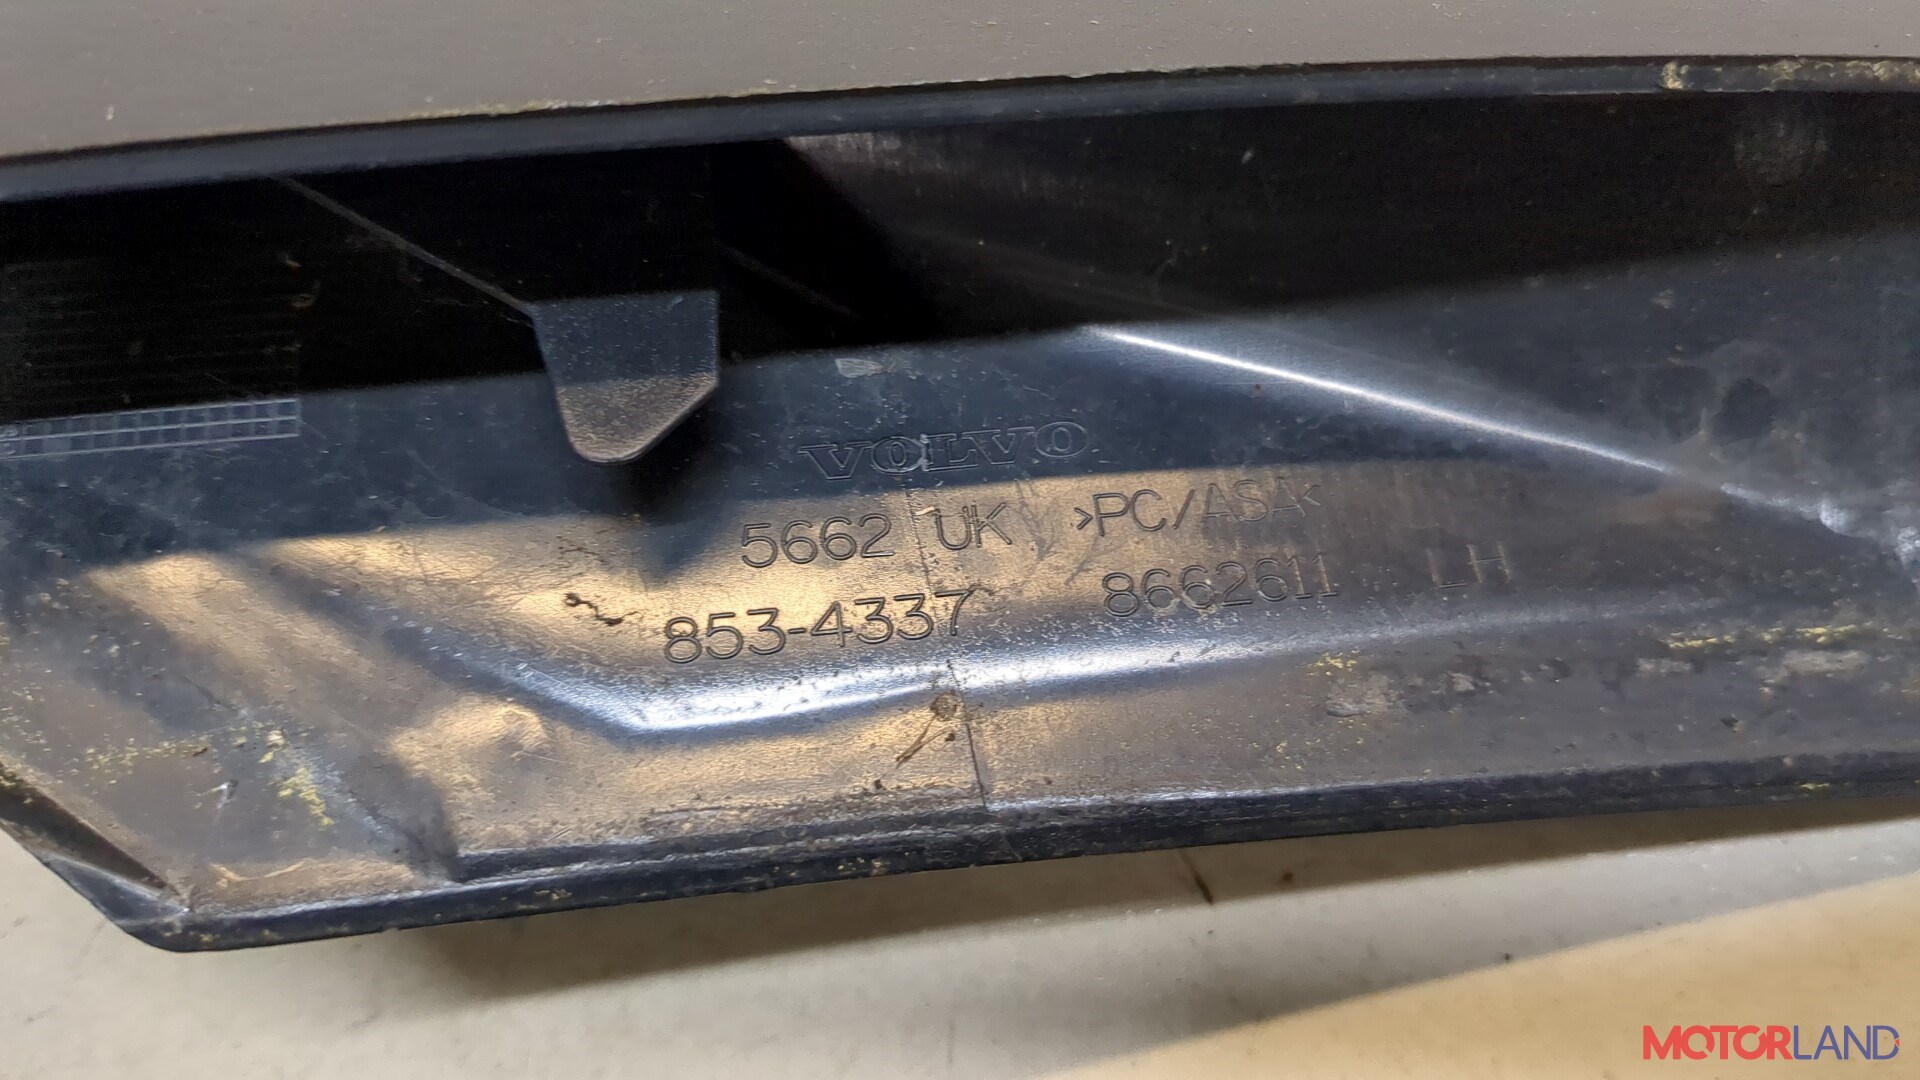 VOLVO
5662 UK >PC/ASA<
853-4337 8662611 LH
MOTORLAND